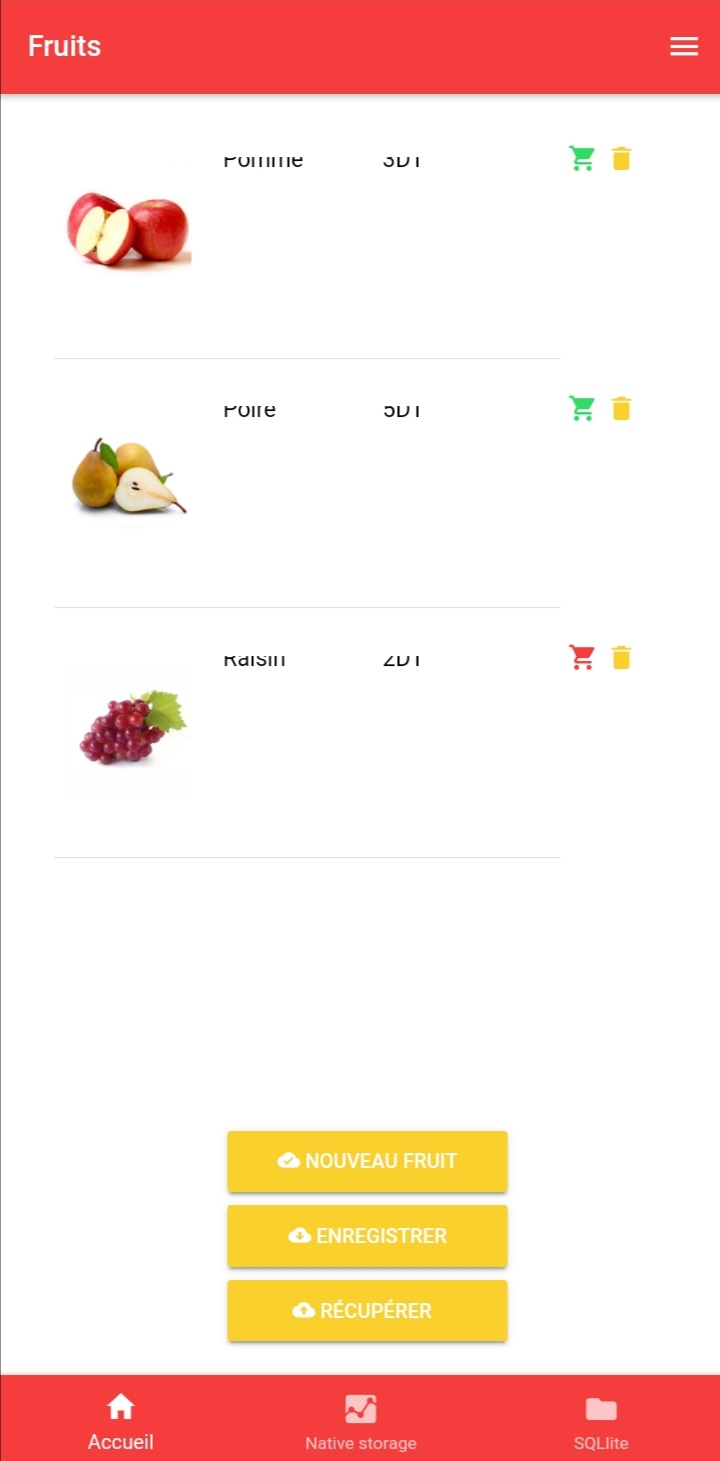 Fruits
Pomme 3DT
Poire 5DT
Raisin 2DT
NOUVEAU FRUIT
ENREGISTRER
RÉCUPÉRER
Accueil Native storage SQLlite